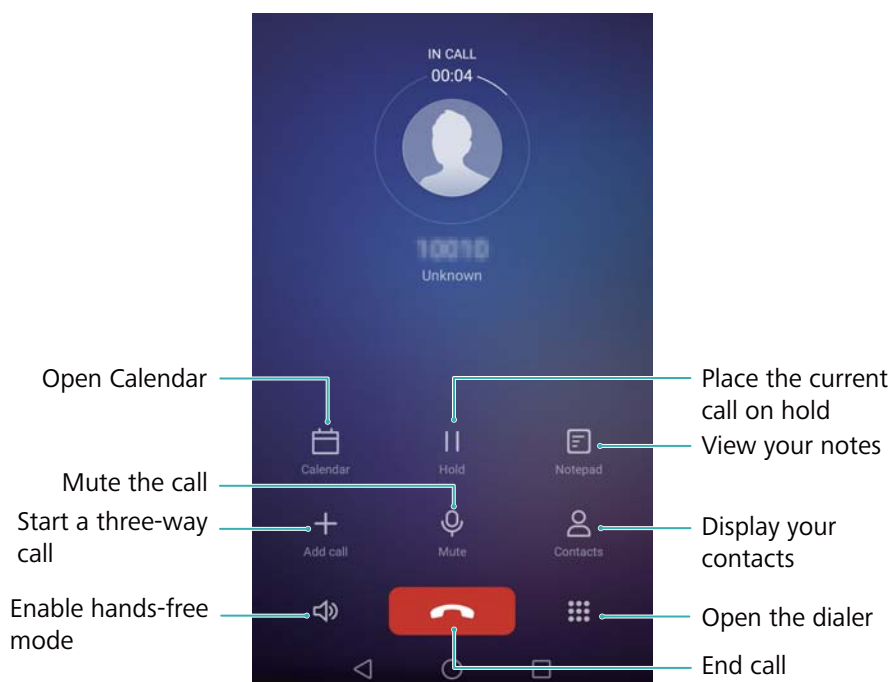 IN CALL
00:04
Unknown
Open Calendar
Place the current
call on hold
View your notes
Calendar
Hold
Notepad
Mute the call
Start a three-way
call
Display your
contacts
Add call
Mute
Contacts
Enable hands-free
mode
Open the dialer
End call